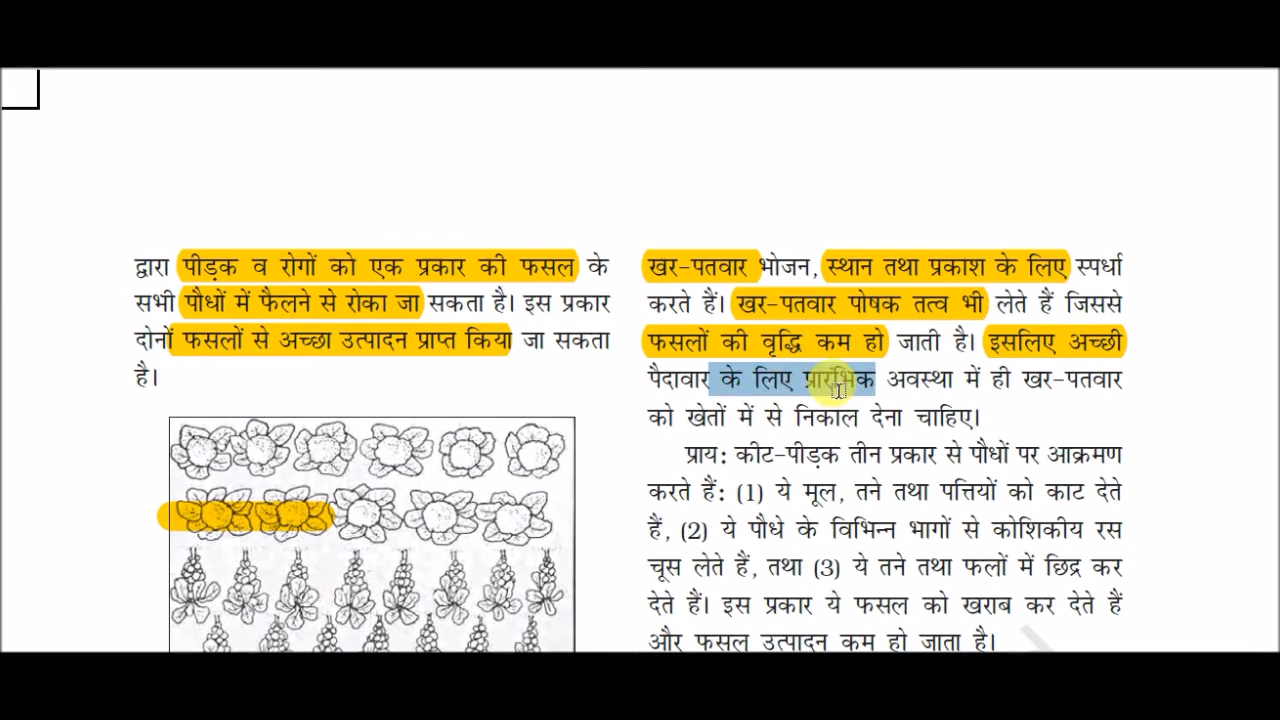 द्वारा पीड़क व रोगों को एक प्रकार की फसल के
सभी पौधों में फैलने से रोका जा सकता है। इस प्रकार
दोनों फसलों से अच्छा उत्पादन प्राप्त किया जा सकता
है।
खर-पतवार भोजन, स्थान तथा प्रकाश के लिए स्पर्धा
करते हैं। खर-पतवार पोषक तत्व भी लेते हैं जिससे
फसलों की वृद्धि कम हो जाती है। इसलिए अच्छी
पैदावार के लिए प्रारंभिक अवस्था में ही खर-पतवार
को खेतों में से निकाल देना चाहिए।
प्राय: कीट-पीड़क तीन प्रकार से पौधों पर आक्रमण
करते हैं: (1) ये मूल, तने तथा पत्तियों को काट देते
हैं, (2) ये पौधे के विभिन्न भागों से कोशिकीय रस
चूस लेते हैं, तथा (3) ये तने तथा फलों में छिद्र कर
देते हैं। इस प्रकार ये फसल को खराब कर देते हैं
और फसल उत्पादन कम हो जाता है।